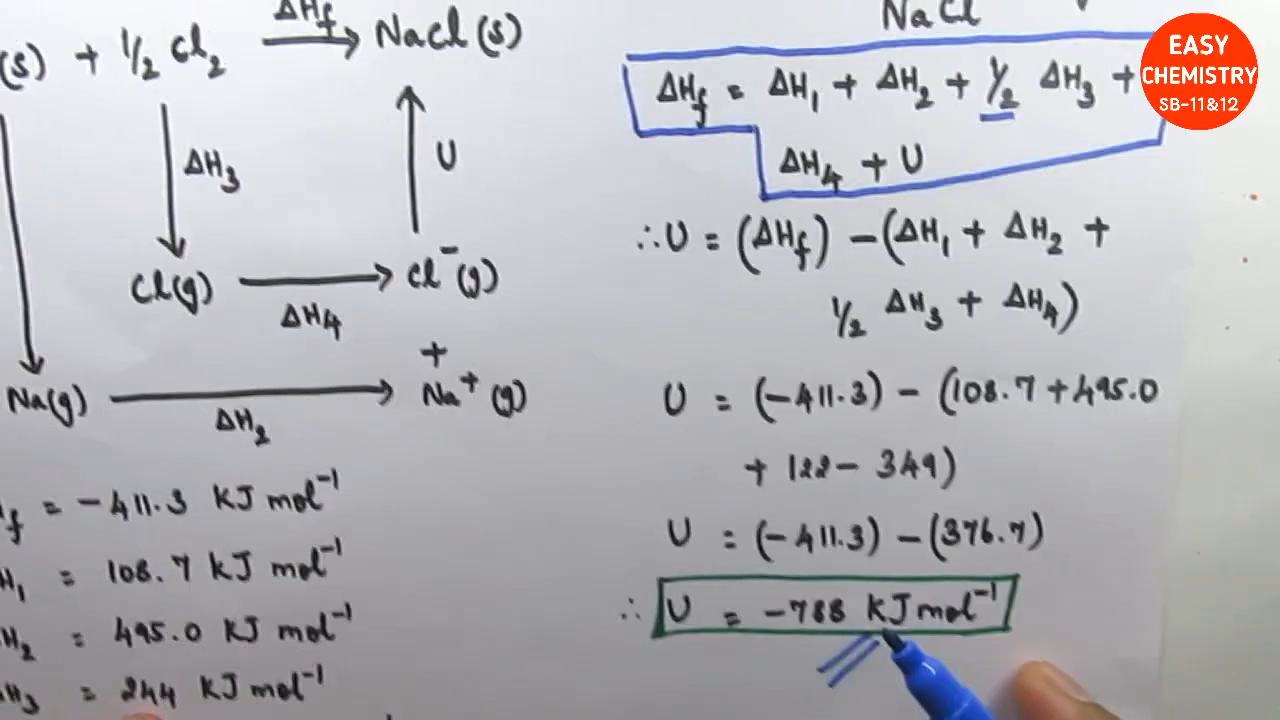 (s) + 1/2 Cl₂ ΔHf NaCl(s)
ΔH₃
U
Cl(g) ΔH₄ Cl⁻(g)
+
Na(g) ΔH₂ Na⁺(g)
f = -411.3 KJ mol⁻¹
H₁ = 108.7 KJ mol⁻¹
H₂ = 495.0 KJ mol⁻¹
ΔH₃ = 244 KJ mol⁻¹
NaCl
ΔHf = ΔH₁ + ΔH₂ + 1/2 ΔH₃ +
ΔH₄ + U
∴ U = (ΔHf) - (ΔH₁ + ΔH₂ +
1/2 ΔH₃ + ΔH₄)
U = (-411.3) - (108.7 + 495.0
+ 122 - 349)
U = (-411.3) - (376.7)
∴ U = -788 KJ mol⁻¹
EASY
CHEMISTRY
SB-11&12